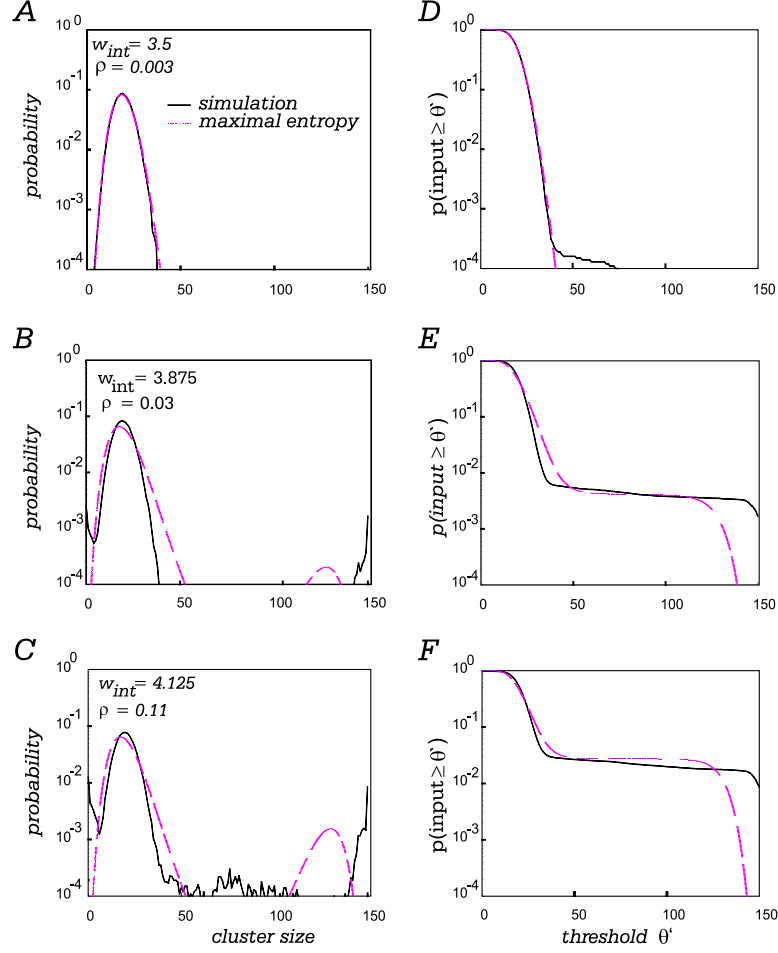 A
10^0
10^-1
10^-2
10^-3
10^-4
probability
w_int = 3.5
ρ = 0.003
simulation
maximal entropy
0 50 100 150
D
10^0
10^-1
10^-2
10^-3
10^-4
p(input ≥ θ‘)
0 50 100 150
B
10^0
10^-1
10^-2
10^-3
10^-4
probability
w_int = 3.875
ρ = 0.03
0 50 100 150
E
10^0
10^-1
10^-2
10^-3
10^-4
p(input ≥ θ‘)
0 50 100 150
C
10^0
10^-1
10^-2
10^-3
10^-4
probability
w_int = 4.125
ρ = 0.11
0 50 100 150
cluster size
F
10^0
10^-1
10^-2
10^-3
10^-4
p(input ≥ θ‘)
0 50 100 150
threshold θ‘